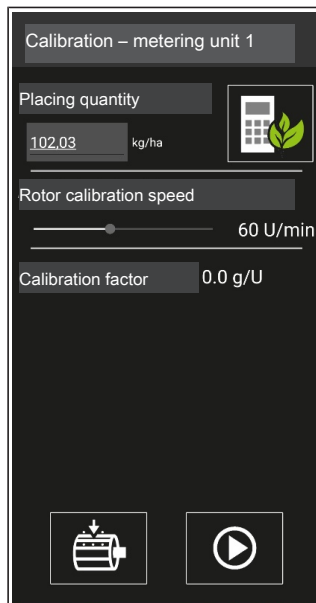 Calibration – metering unit 1
Placing quantity
102,03 kg/ha
Rotor calibration speed
60 U/min
Calibration factor 0.0 g/U